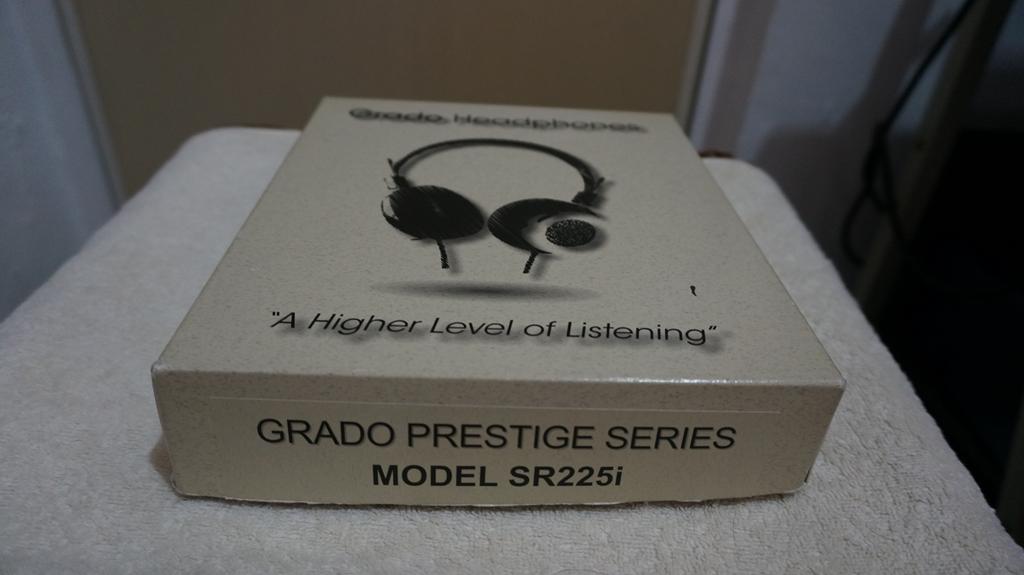 Grado Headphones
"A Higher Level of Listening"
GRADO PRESTIGE SERIES
MODEL SR225i